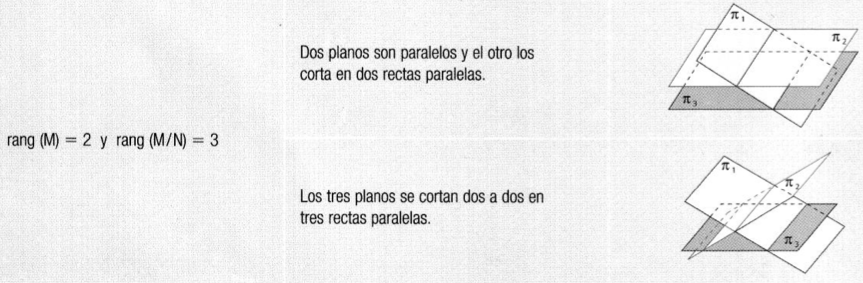 π₁
π₂
Dos planos son paralelos y el otro los
corta en dos rectas paralelas.
π₃
rang (M) = 2 y rang (M/N) = 3
π₁
π₂
Los tres planos se cortan dos a dos en
tres rectas paralelas.
π₃